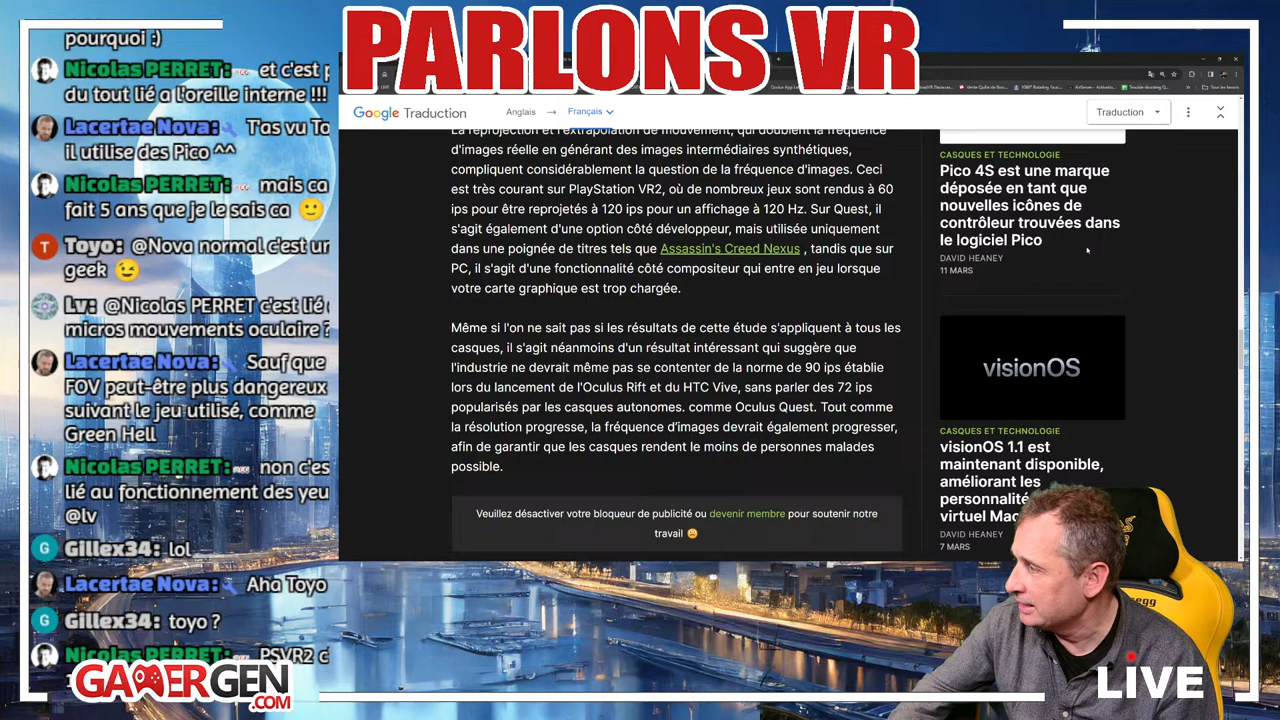 PARLONS VR
pourquoi :)
Nicolas PERRET: et c'est p
du tout lié a l'oreille interne !!!
Lacertae Nova: T'as vu To
il utilise des Pico ^^
Nicolas PERRET: mais ca
fait 5 ans que je le sais ca 🙂
T Toyo: @Nova normal c'est un
geek 😉
Lv: @Nicolas PERRET c'est lié
micros mouvements oculaire ?
Lacertae Nova: Sauf que
FOV peut-être plus dangereux
suivant le jeu utilisé, comme
Green Hell
Nicolas PERRET: non c'es
lié au fonctionnement des yeu
@lv
G Gillex34: lol
Lacertae Nova: Aha Toyo
G Gillex34: toyo ?
Nicolas PERRET: PSVR2 c
GAMERGEN
.COM
Google Traduction
Anglais → Français
Traduction
La reprojection et l'extrapolation de mouvement, qui doublent la fréquence
d'images réelle en générant des images intermédiaires synthétiques,
compliquent considérablement la question de la fréquence d'images. Ceci
est très courant sur PlayStation VR2, où de nombreux jeux sont rendus à 60
ips pour être reprojetés à 120 ips pour un affichage à 120 Hz. Sur Quest, il
s'agit également d'une option côté développeur, mais utilisée uniquement
dans une poignée de titres tels que Assassin's Creed Nexus , tandis que sur
PC, il s'agit d'une fonctionnalité côté compositeur qui entre en jeu lorsque
votre carte graphique est trop chargée.
Même si l'on ne sait pas si les résultats de cette étude s'appliquent à tous les
casques, il s'agit néanmoins d'un résultat intéressant qui suggère que
l'industrie ne devrait même pas se contenter de la norme de 90 ips établie
lors du lancement de l'Oculus Rift et du HTC Vive, sans parler des 72 ips
popularisés par les casques autonomes. comme Oculus Quest. Tout comme
la résolution progresse, la fréquence d'images devrait également progresser,
afin de garantir que les casques rendent le moins de personnes malades
possible.
Veuillez désactiver votre bloqueur de publicité ou devenir membre pour soutenir notre
travail 😩
CASQUES ET TECHNOLOGIE
Pico 4S est une marque
déposée en tant que
nouvelles icônes de
contrôleur trouvées dans
le logiciel Pico
DAVID HEANEY
11 MARS
visionOS
CASQUES ET TECHNOLOGIE
visionOS 1.1 est
maintenant disponible,
améliorant les
personnalité
virtuel Mac
DAVID HEANEY
7 MARS
LIVE